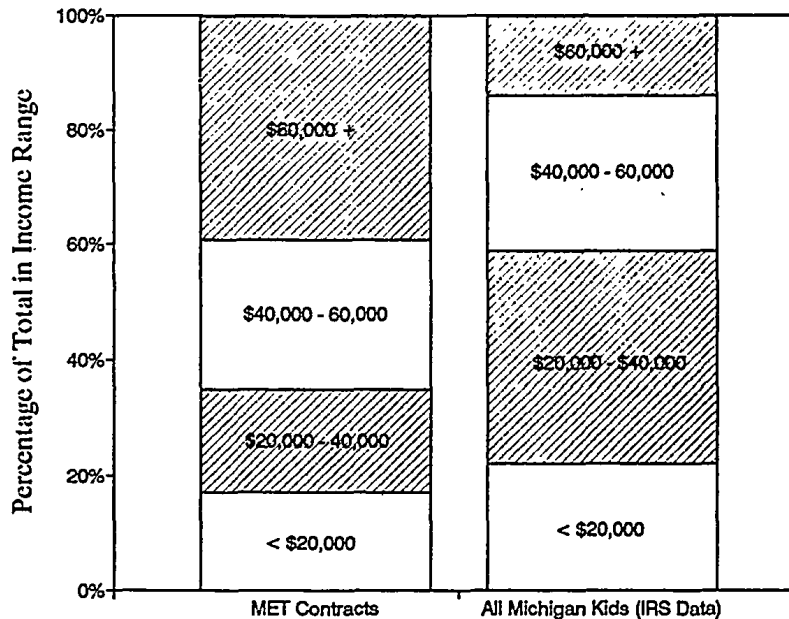 Percentage of Total in Income Range
100%
80%
60%
40%
20%
0%
$60,000 +
$40,000 - 60,000
$20,000 - 40,000
< $20,000
$60,000 +
$40,000 - 60,000
$20,000 - $40,000
< $20,000
MET Contracts
All Michigan Kids (IRS Data)